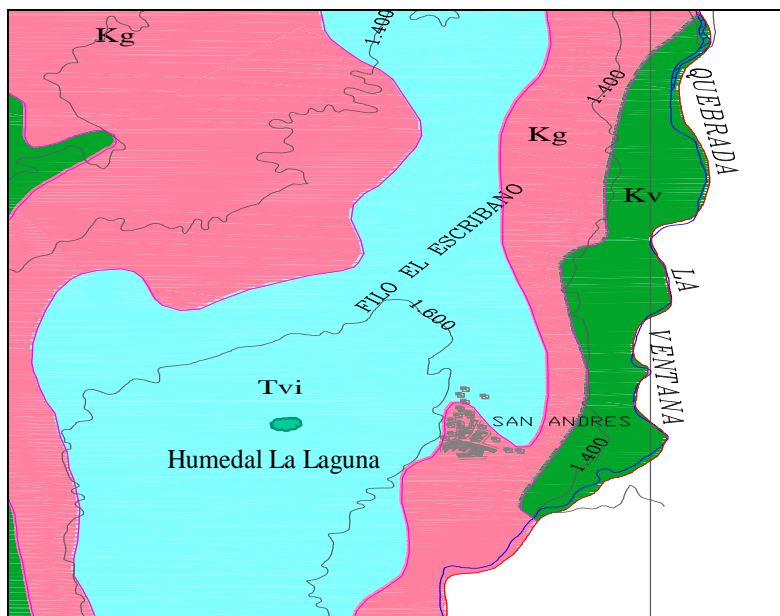 Kg
1.400
1.400
QUEBRADA
Kg
Kv
FILO EL ESCRIBANO
LA
1.600
VENTANA
Tvi
SAN ANDRES
Humedal La Laguna
1.400